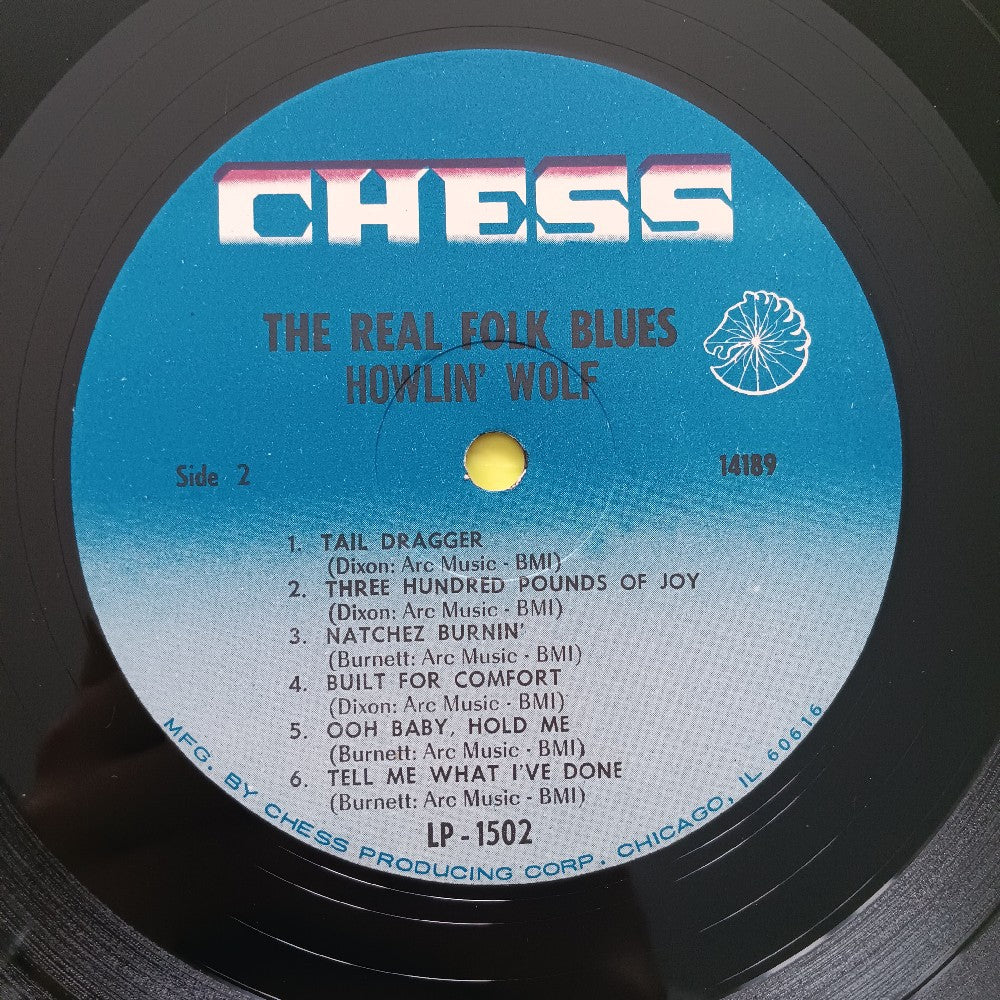 CHESS
THE REAL FOLK BLUES
HOWLIN' WOLF
Side 2
14189
1. TAIL DRAGGER
(Dixon: Arc Music - BMI)
2. THREE HUNDRED POUNDS OF JOY
(Dixon: Arc Music - BMI)
3. NATCHEZ BURNIN'
(Burnett: Arc Music - BMI)
4. BUILT FOR COMFORT
(Dixon: Arc Music - BMI)
5. OOH BABY, HOLD ME
(Burnett: Arc Music - BMI)
6. TELL ME WHAT I'VE DONE
(Burnett: Arc Music - BMI)
LP-1502
MFG. BY CHESS PRODUCING CORP. CHICAGO, IL 60616